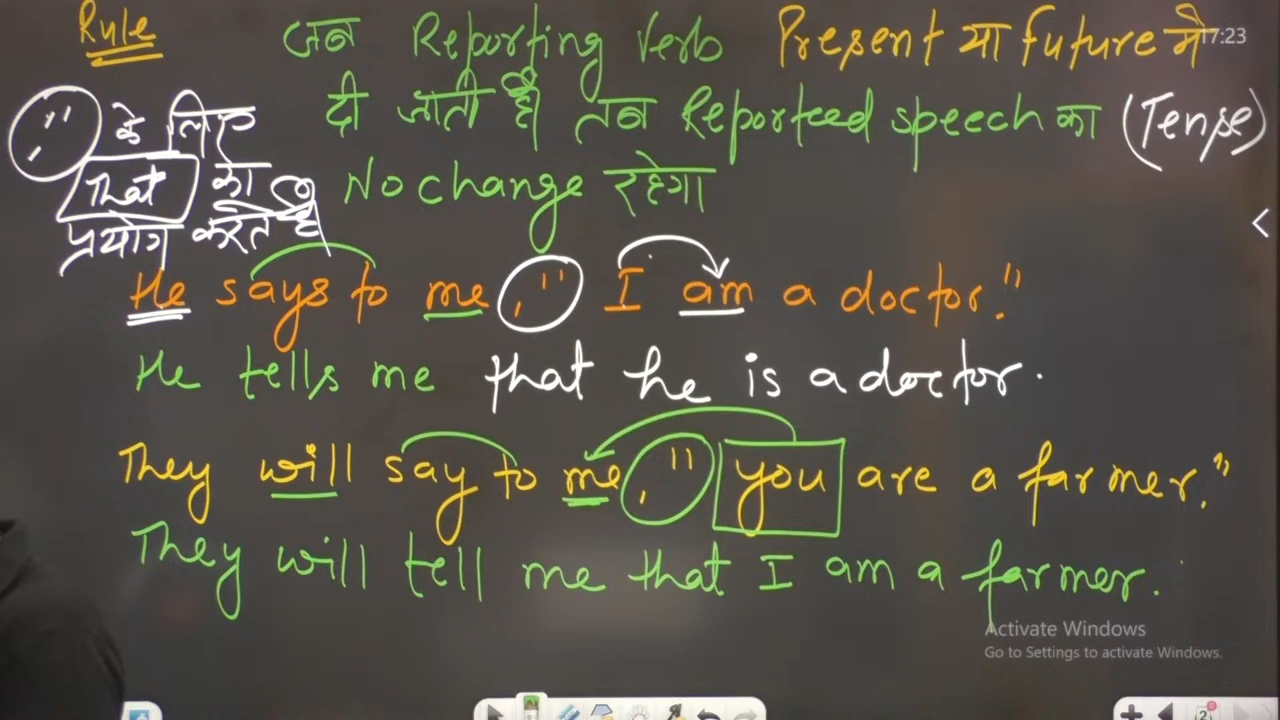 Rule
जब Reporting Verb Present या future में
17:23
दी जाती है तब Reported speech का (Tense)
No change रहेगा
," के लिए
That का
प्रयोग करते है
He says to me, " I am a doctor."
He tells me that he is a doctor.
They will say to me, " you are a farmer."
They will tell me that I am a farmer.
Activate Windows
Go to Settings to activate Windows.
2